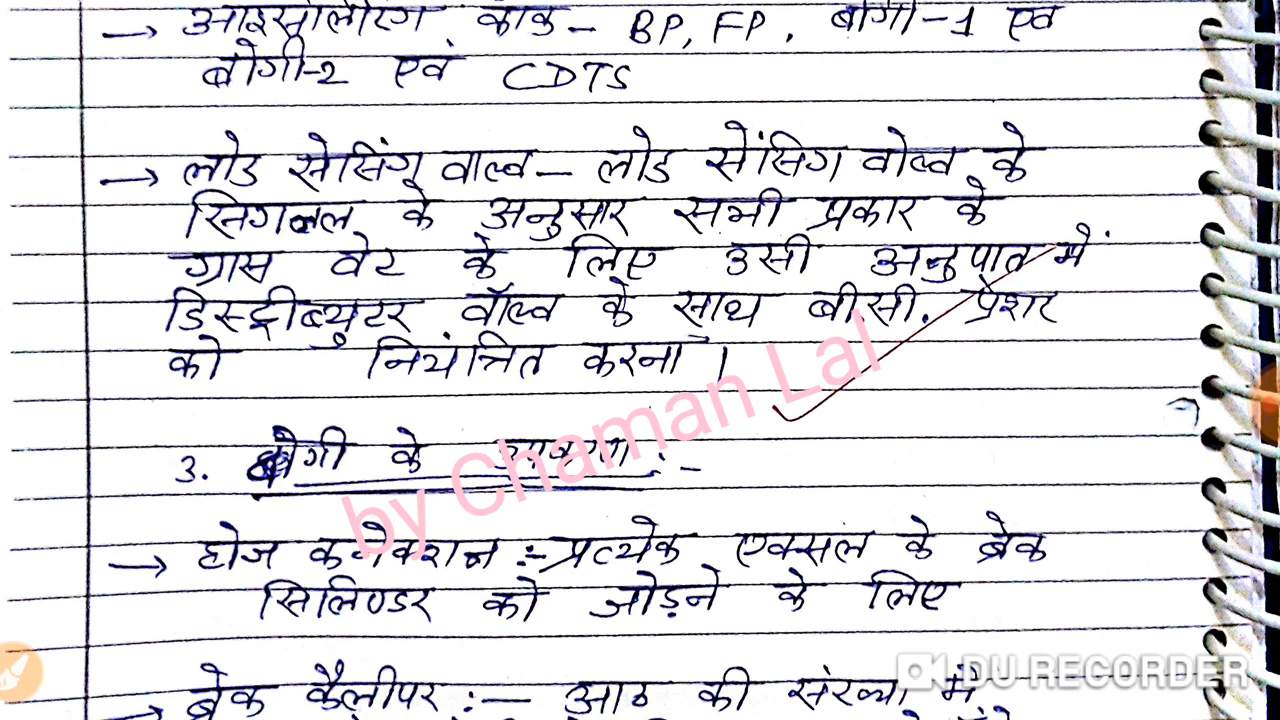 → आइसोलेटिंग कॉक - BP, FP, बोगी-1 एवं
बोगी-2 एवं CDTS
→ लोड सेसिंग वाल्व - लोड सेंसिग वोल्व के
सिगनल के अनुसार सभी प्रकार के
ग्रास वेट के लिए उसी अनुपात में
डिस्ट्रीब्युटर वॉल्व के साथ बी.सी. प्रेशर
को नियंत्रित करना।
3. बोगी के उपकरण :-
→ होज कनेक्शन :- प्रत्येक एक्सल के ब्रेक
सिलिण्डर को जोड़ने के लिए
→ ब्रेक कैलीपर :- आठ की संख्या में
by Chaman Lal
DU RECORDER